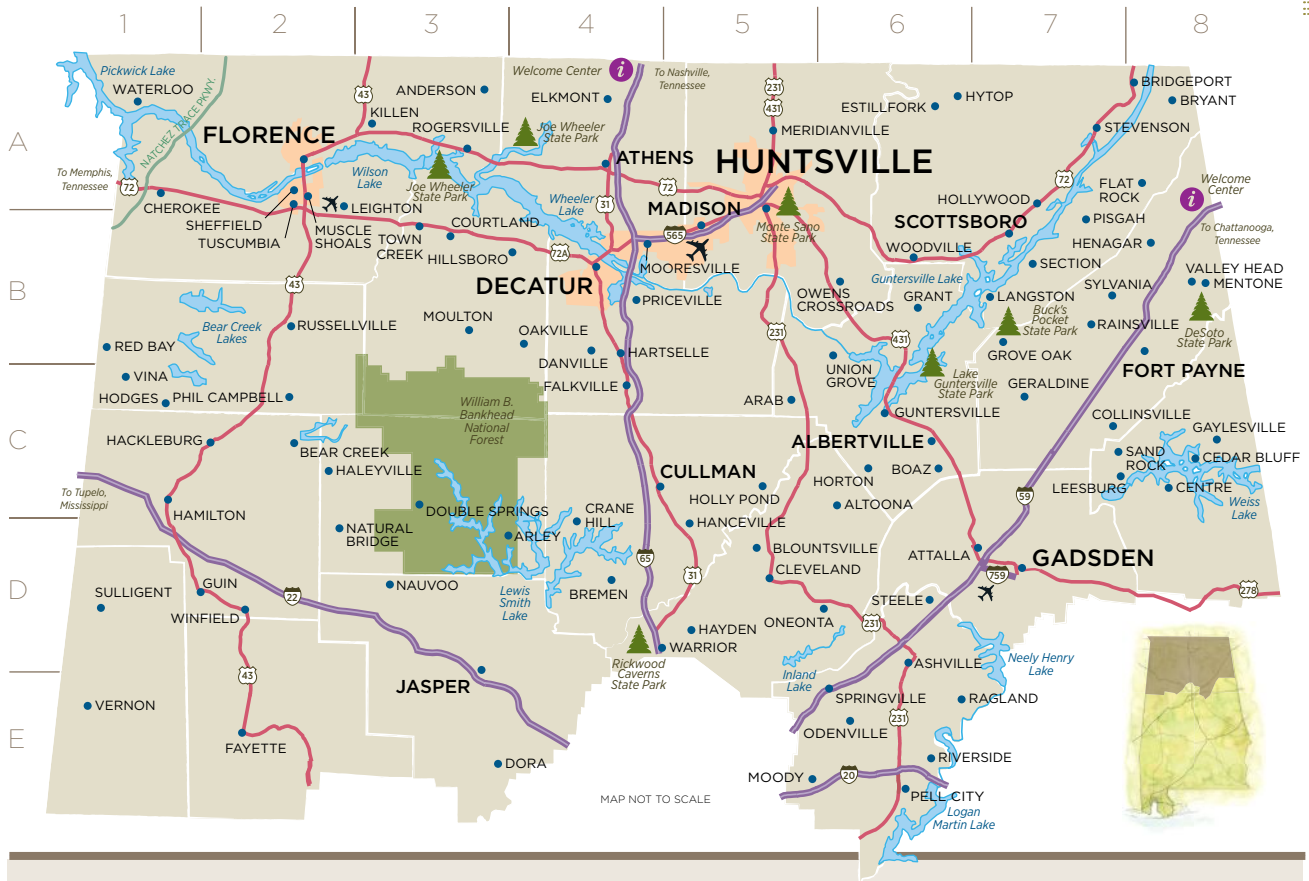 1
2
3
4
5
6
7
8
A
B
C
D
E
Pickwick Lake
WATERLOO
NATCHEZ TRACE PKWY.
43
ANDERSON
KILLEN
ROGERSVILLE
FLORENCE
Welcome Center
i
To Nashville,
Tennessee
ELKMONT
Joe Wheeler
State Park
ATHENS
231
431
MERIDIANVILLE
HUNTSVILLE
ESTILLFORK
HYTOP
BRIDGEPORT
BRYANT
STEVENSON
To Memphis,
Tennessee
72
CHEROKEE
SHEFFIELD
TUSCUMBIA
MUSCLE
SHOALS
LEIGHTON
Wilson
Lake
Joe Wheeler
State Park
COURTLAND
TOWN
CREEK
HILLSBORO
Wheeler
Lake
31
72
MADISON
565
72A
MOORESVILLE
Monte Sano
State Park
72
HOLLYWOOD
SCOTTSBORO
WOODVILLE
FLAT
ROCK
PISGAH
HENAGAR
SECTION
i
Welcome
Center
To Chattanooga,
Tennessee
DECATUR
PRICEVILLE
Guntersville Lake
OWENS
CROSSROADS
GRANT
LANGSTON
Buck's
Pocket
State Park
SYLVANIA
VALLEY HEAD
MENTONE
RAINSVILLE
DeSoto
State Park
43
RUSSELLVILLE
Bear Creek
Lakes
RED BAY
VINA
HODGES
PHIL CAMPBELL
MOULTON
OAKVILLE
DANVILLE
HARTSELLE
FALKVILLE
231
431
UNION
GROVE
Lake
Guntersville
State Park
GROVE OAK
GERALDINE
FORT PAYNE
William B.
Bankhead
National
Forest
ARAB
GUNTERSVILLE
COLLINSVILLE
GAYLESVILLE
HACKLEBURG
BEAR CREEK
HALEYVILLE
ALBERTVILLE
SAND
ROCK
CEDAR BLUFF
CULLMAN
HOLLY POND
HORTON
BOAZ
LEESBURG
CENTRE
Weiss
Lake
To Tupelo,
Mississippi
HAMILTON
NATURAL
BRIDGE
DOUBLE SPRINGS
ARLEY
CRANE
HILL
HANCEVILLE
ALTOONA
59
BLOUNTSVILLE
CLEVELAND
ATTALLA
GADSDEN
759
278
SULLIGENT
GUIN
WINFIELD
22
NAUVOO
Lewis
Smith
Lake
BREMEN
65
31
HAYDEN
WARRIOR
Rickwood
Caverns
State Park
ONEONTA
231
STEELE
ASHVILLE
Neely Henry
Lake
Inland
Lake
SPRINGVILLE
RAGLAND
43
JASPER
VERNON
FAYETTE
DORA
231
ODENVILLE
RIVERSIDE
MOODY
20
PELL CITY
Logan
Martin Lake
MAP NOT TO SCALE